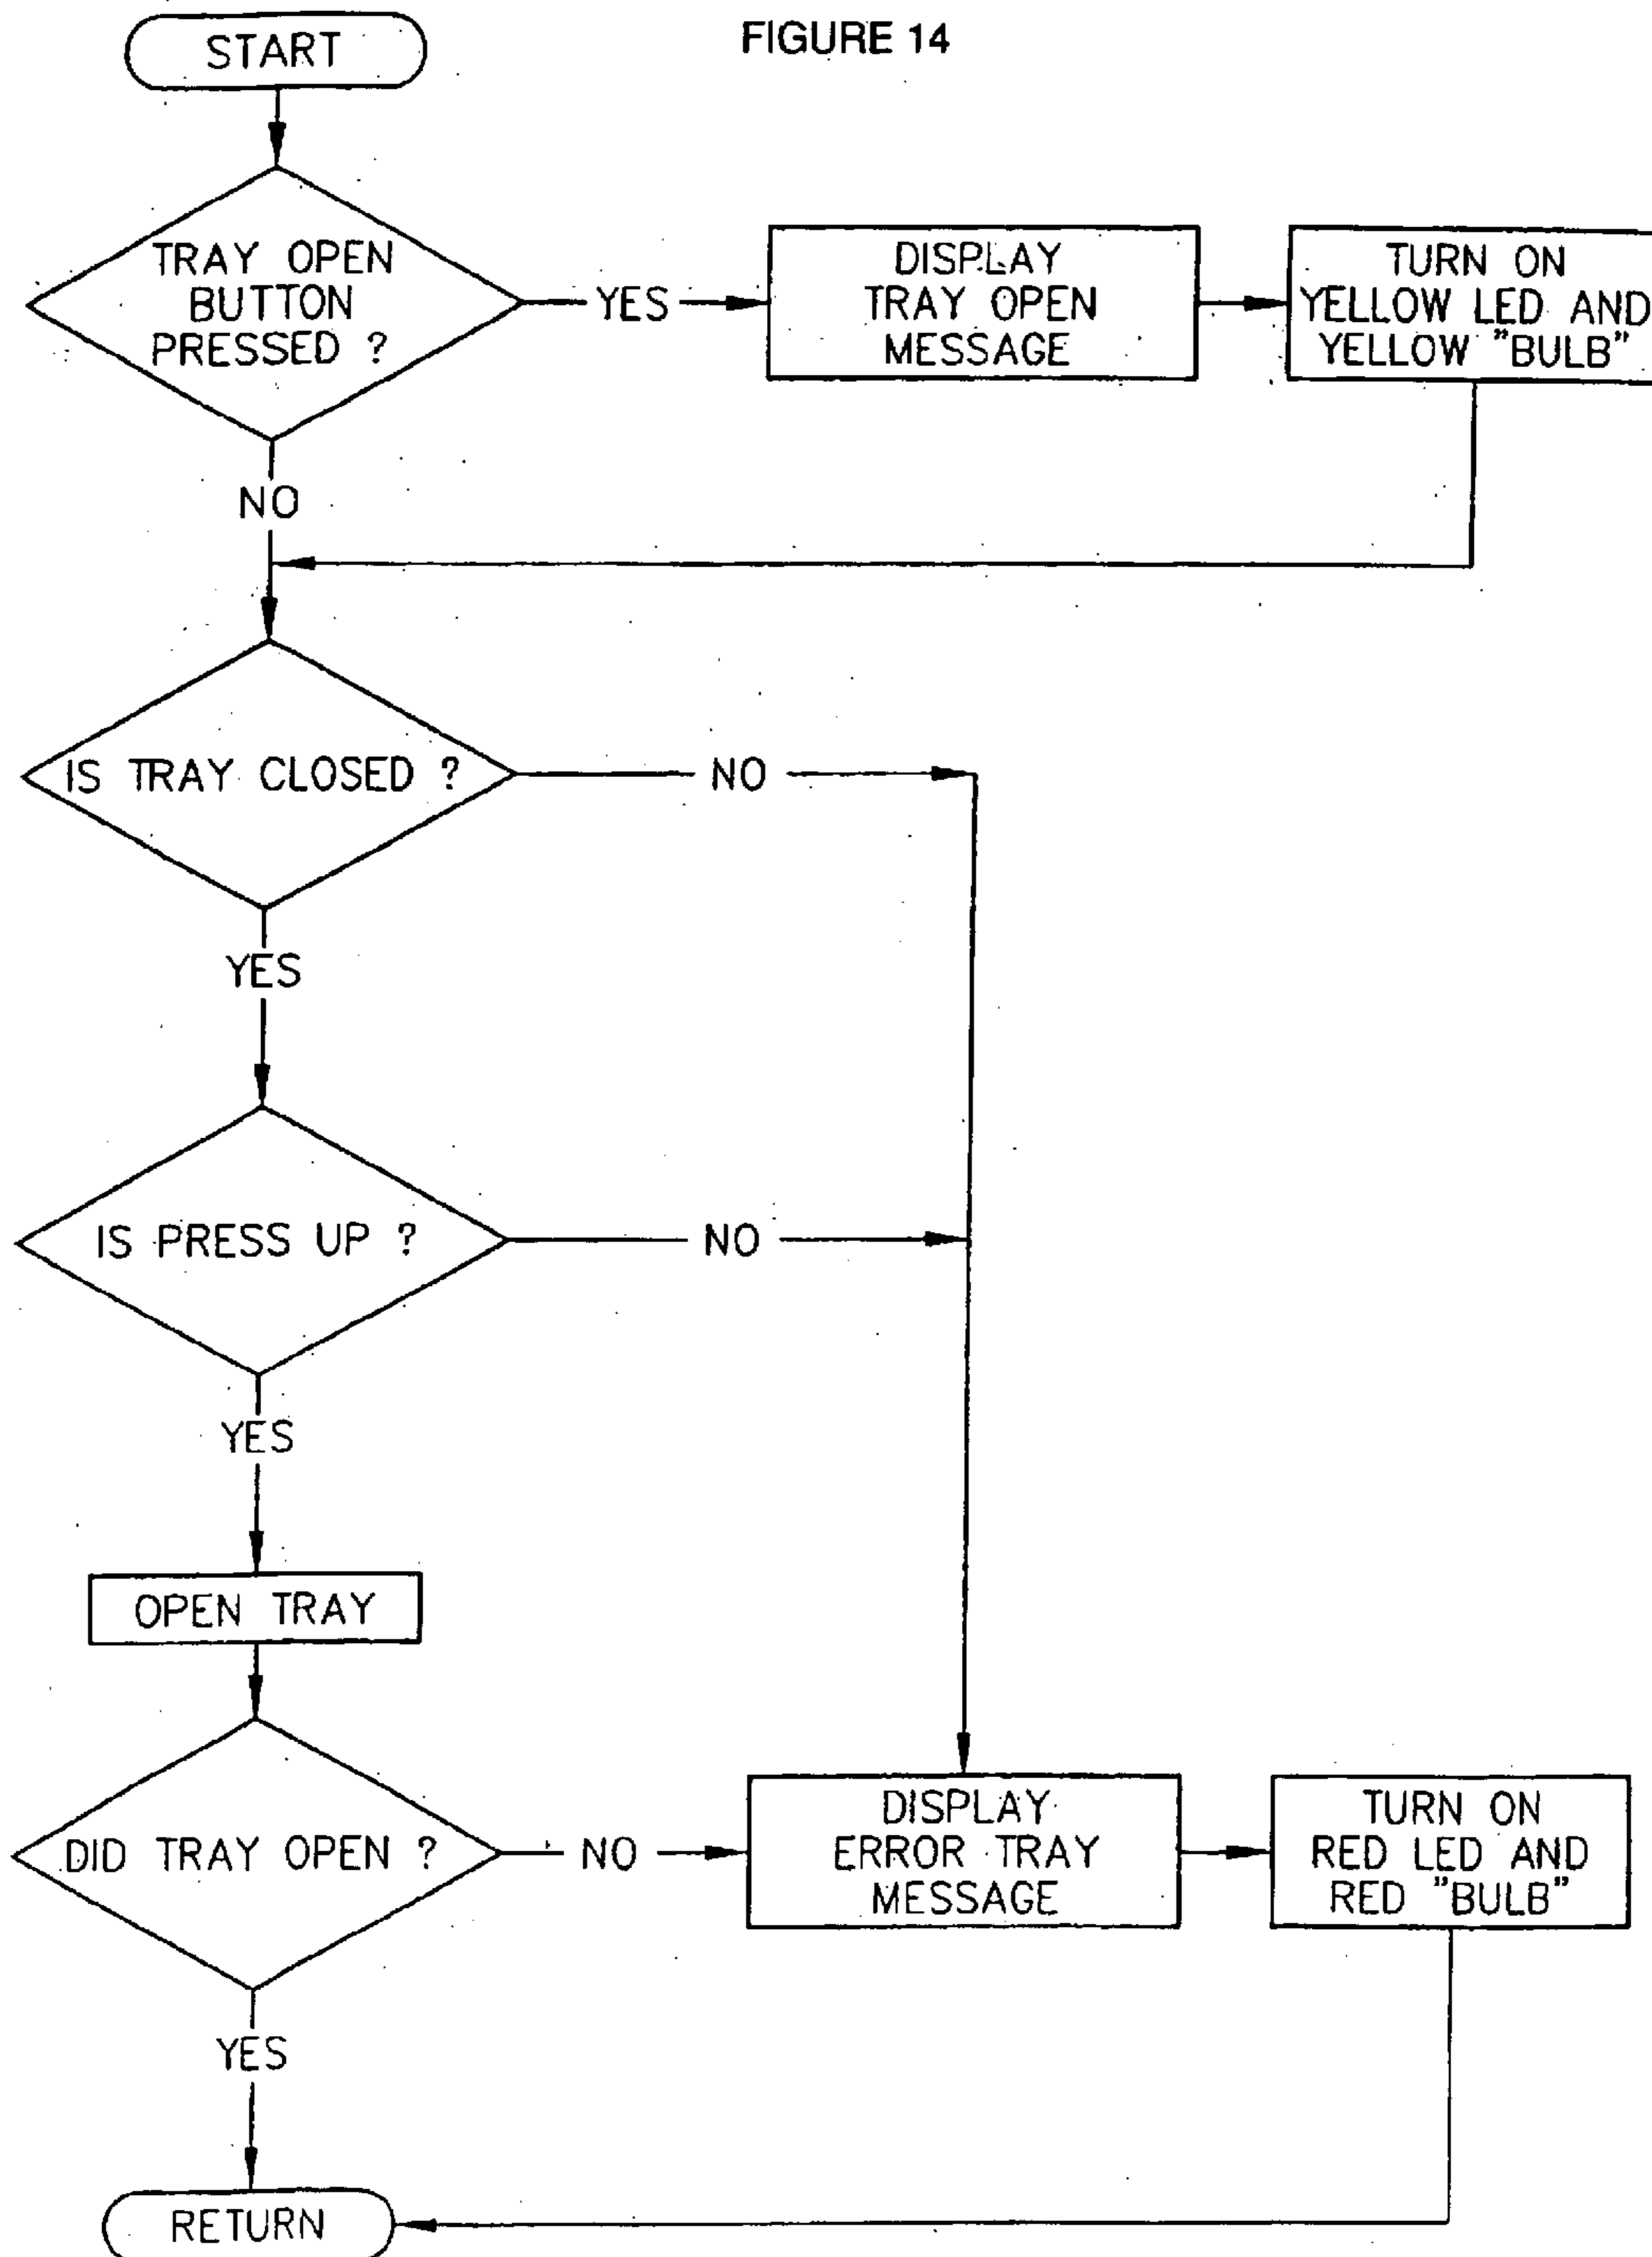 FIGURE 14
START
TRAY OPEN
BUTTON
PRESSED ?
YES
DISPLAY
TRAY OPEN
MESSAGE
TURN ON
YELLOW LED AND
YELLOW "BULB"
NO
IS TRAY CLOSED ?
NO
YES
IS PRESS UP ?
NO
YES
OPEN TRAY
DID TRAY OPEN ?
NO
DISPLAY
ERROR TRAY
MESSAGE
TURN ON
RED LED AND
RED "BULB"
YES
RETURN